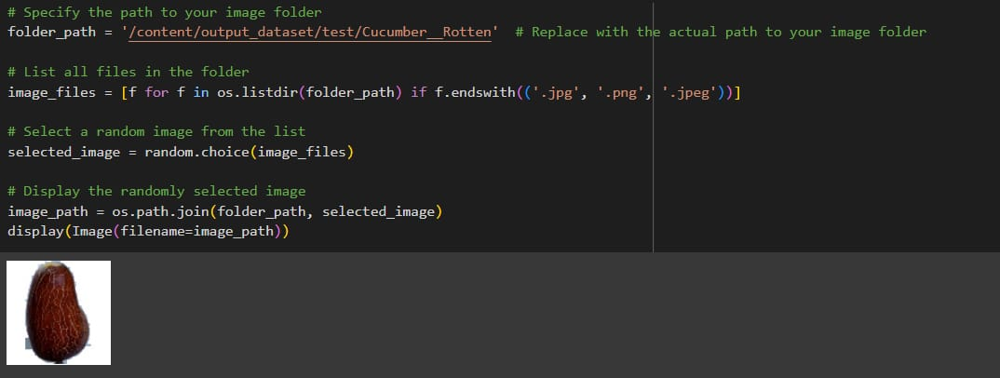 # Specify the path to your image folder
folder_path = '/content/output_dataset/test/Cucumber__Rotten'  # Replace with the actual path to your image folder
# List all files in the folder
image_files = [f for f in os.listdir(folder_path) if f.endswith(('.jpg', '.png', '.jpeg'))]
# Select a random image from the list
selected_image = random.choice(image_files)
# Display the randomly selected image
image_path = os.path.join(folder_path, selected_image)
display(Image(filename=image_path))